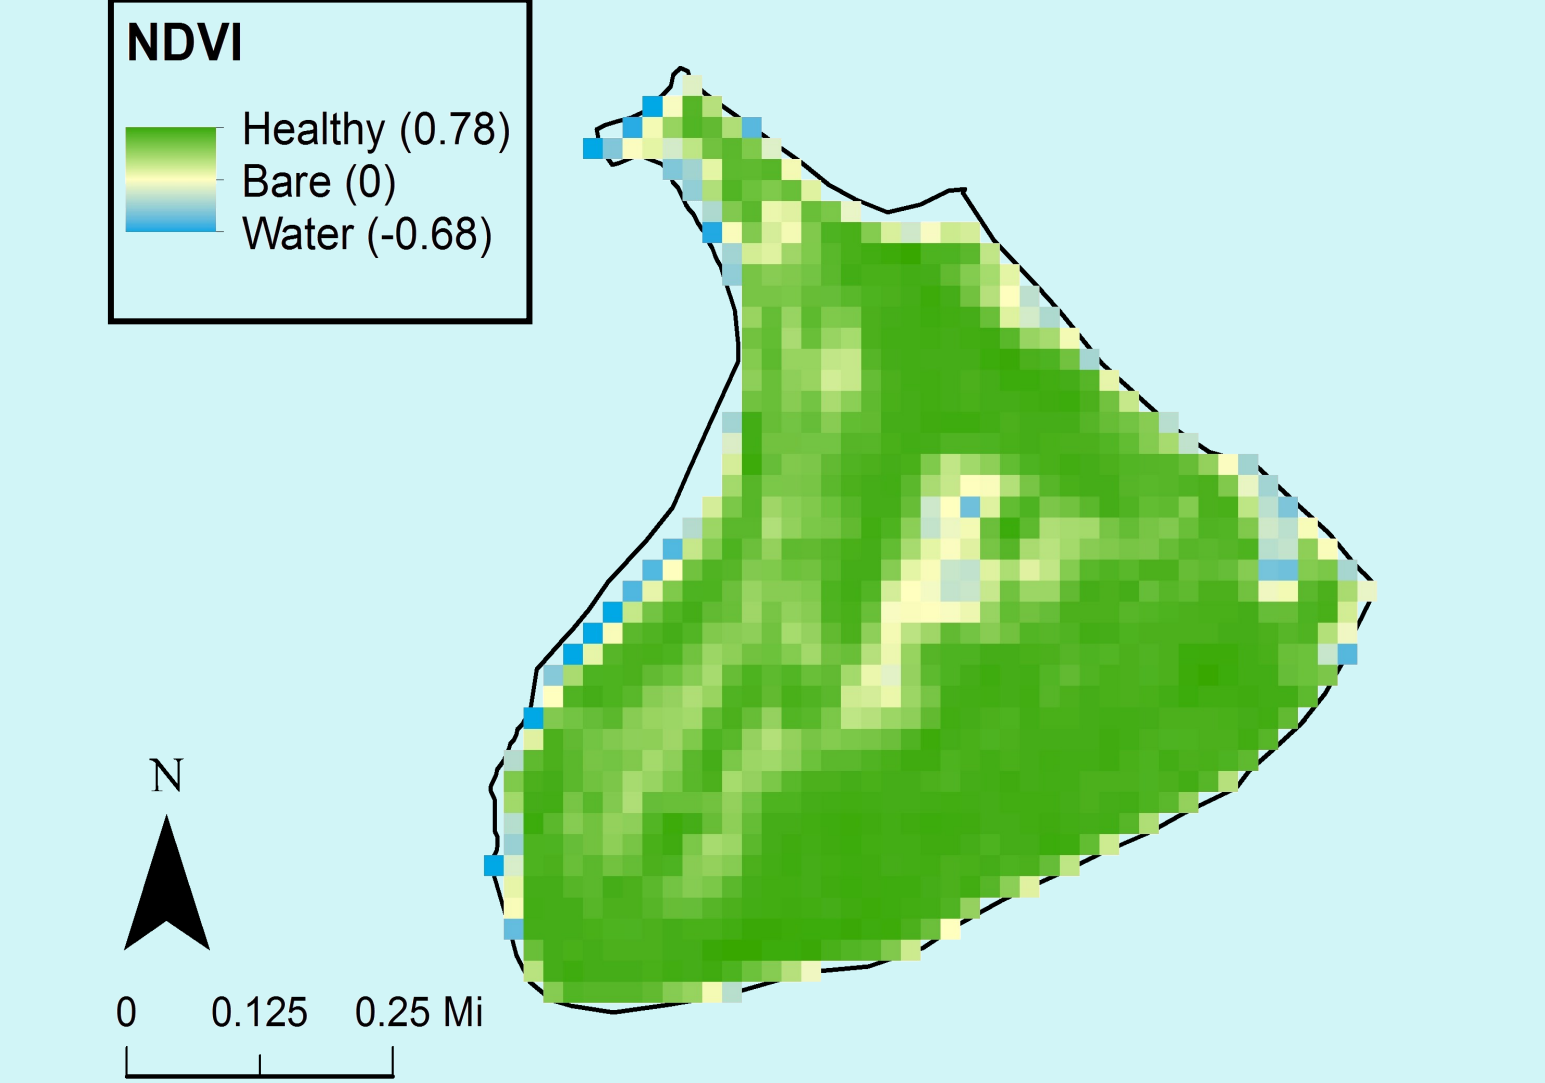 NDVI
Healthy (0.78)
Bare (0)
Water (-0.68)
N
0 0.125 0.25 Mi